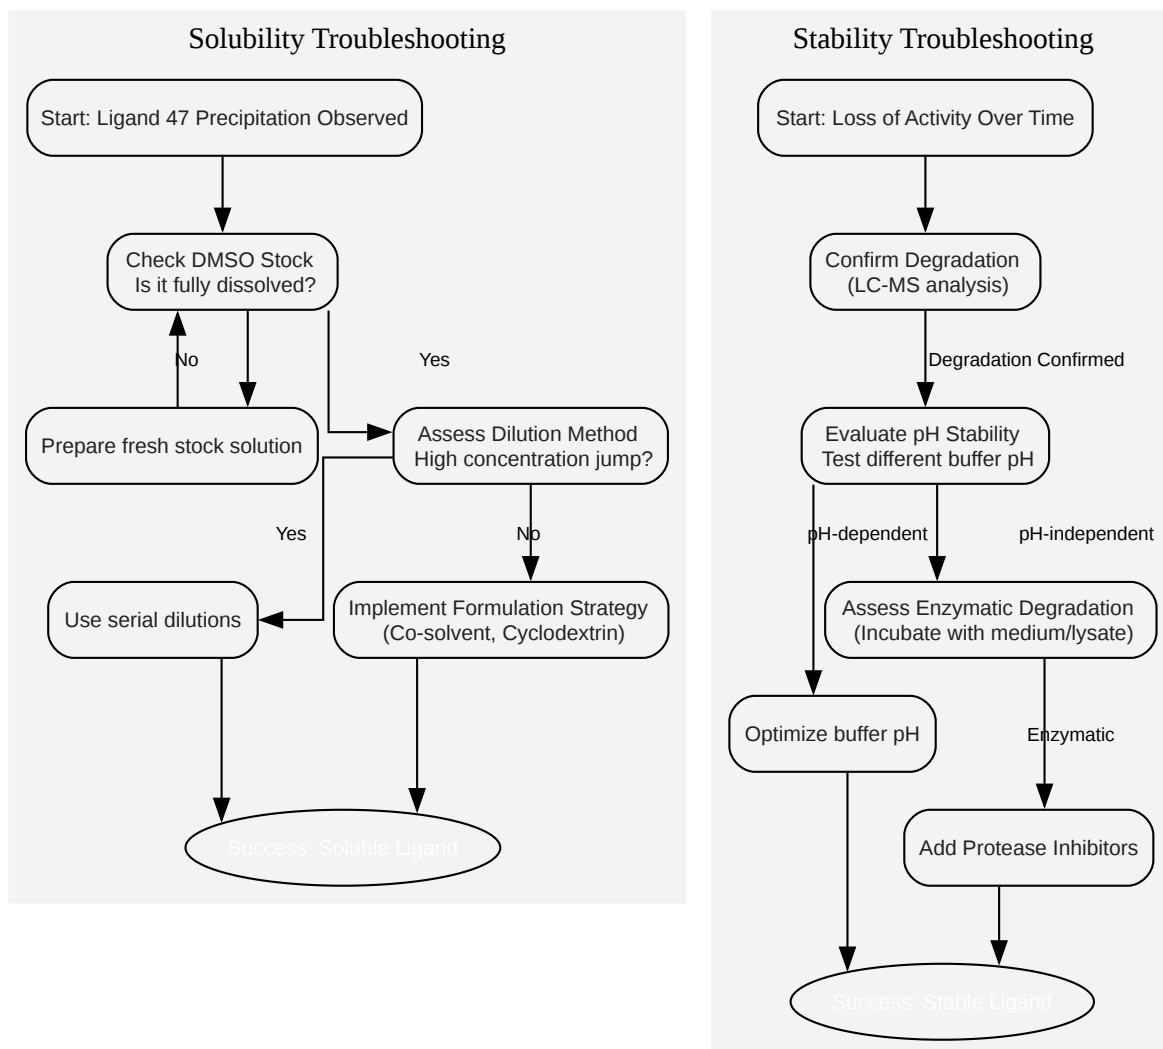 Solubility Troubleshooting
Start: Ligand 47 Precipitation Observed
Check DMSO Stock
Is it fully dissolved?
No
Yes
Prepare fresh stock solution
Assess Dilution Method
High concentration jump?
Yes
No
Use serial dilutions
Implement Formulation Strategy
(Co-solvent, Cyclodextrin)
Success: Soluble Ligand
Stability Troubleshooting
Start: Loss of Activity Over Time
Confirm Degradation
(LC-MS analysis)
Degradation Confirmed
Evaluate pH Stability
Test different buffer pH
pH-dependent
pH-independent
Assess Enzymatic Degradation
(Incubate with medium/lysate)
Optimize buffer pH
Enzymatic
Add Protease Inhibitors
Success: Stable Ligand